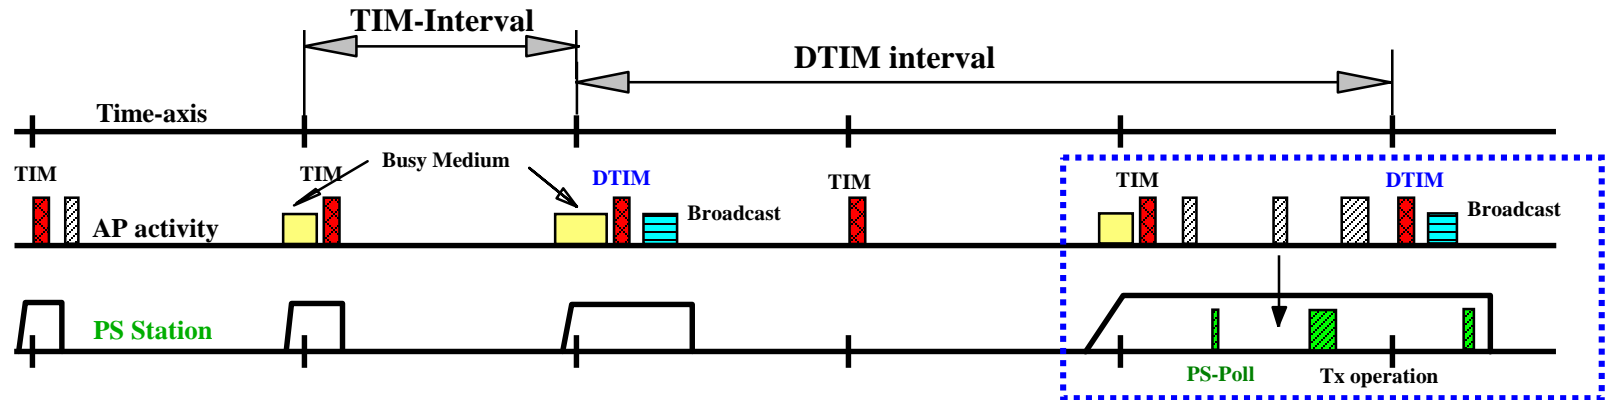 TIM-Interval
DTIM interval
Time-axis
TIM
TIM
Busy Medium
DTIM
Broadcast
TIM
TIM
DTIM
Broadcast
AP activity
PS Station
PS-Poll
Tx operation